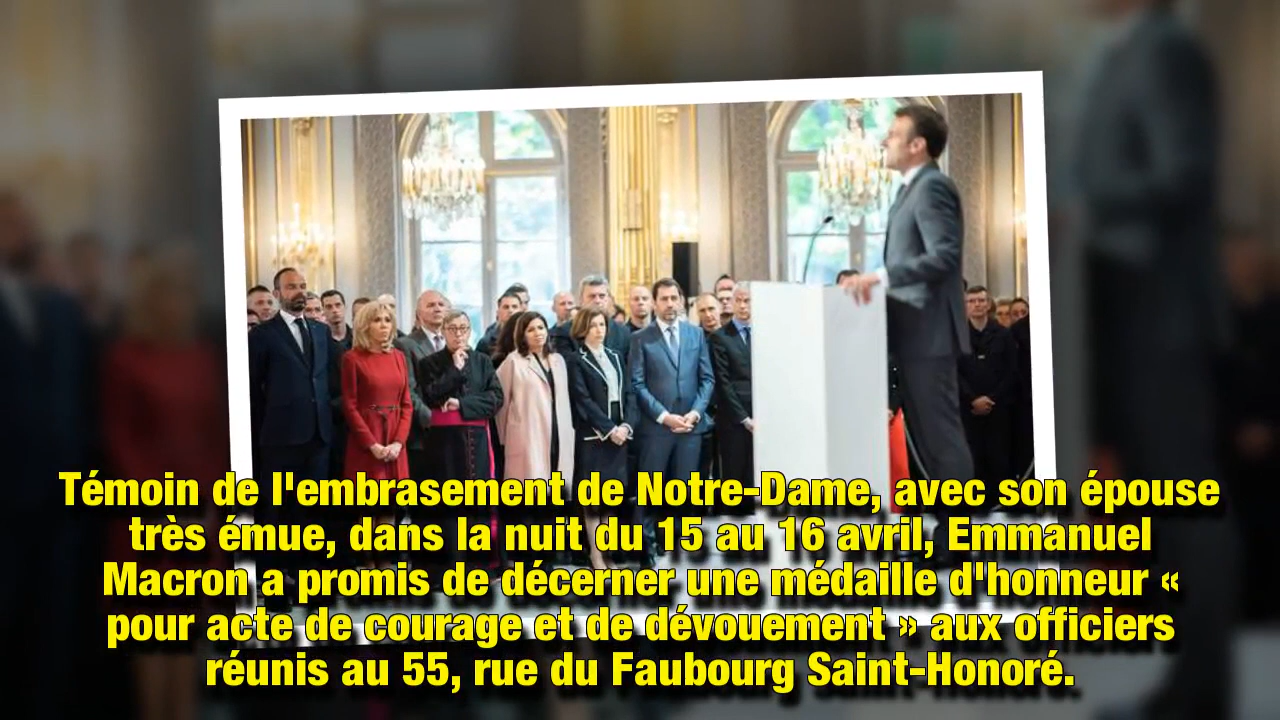 Témoin de l'embrasement de Notre-Dame, avec son épouse
très émue, dans la nuit du 15 au 16 avril, Emmanuel
Macron a promis de décerner une médaille d'honneur «
pour acte de courage et de dévouement » aux officiers
réunis au 55, rue du Faubourg Saint-Honoré.